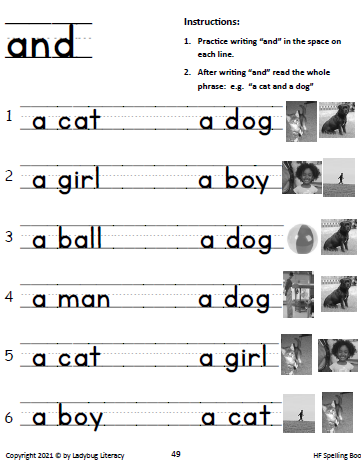 and
Instructions:
1. Practice writing "and" in the space on
each line.
2. After writing "and" read the whole
phrase: e.g. "a cat and a dog"
1 a cat a dog
2 a girl a boy
3 a ball a dog
4 a man a dog
5 a cat a girl
6 a boy a cat
Copyright 2021 © by Ladybug Literacy 49 HF Spelling Boo